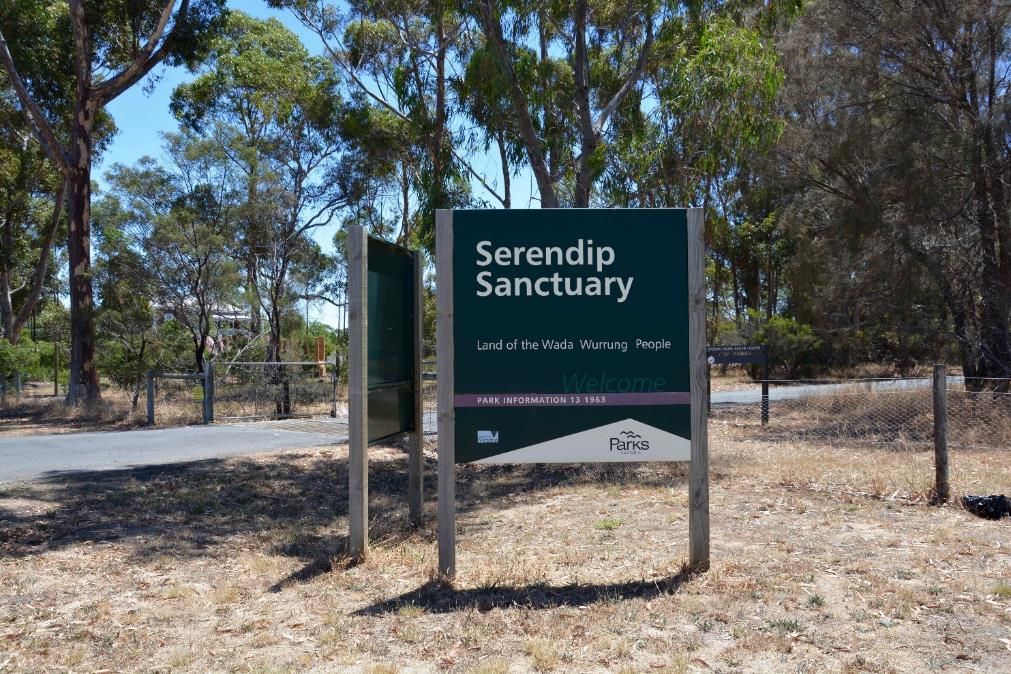 Serendip
Sanctuary
Land of the Wada Wurrung People
Welcome
PARK INFORMATION 13 1963
Parks